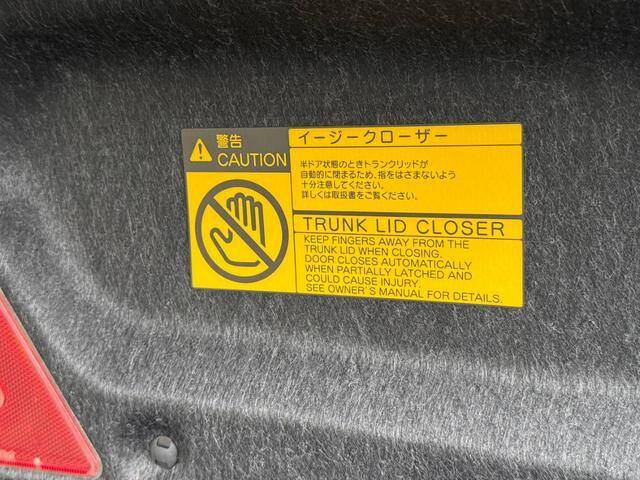 警告
CAUTION
イージークローザー
半ドア状態のときトランクリッドが
自動的に閉まるため、指をはさまないよう
十分注意してください。
詳しくは取扱書をご覧ください。
TRUNK LID CLOSER
KEEP FINGERS AWAY FROM THE
TRUNK LID WHEN CLOSING.
DOOR CLOSES AUTOMATICALLY
WHEN PARTIALLY LATCHED AND
COULD CAUSE INJURY.
SEE OWNER'S MANUAL FOR DETAILS.